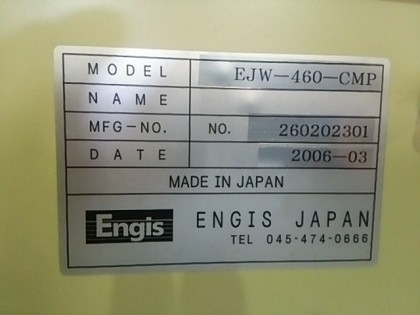 MODEL EJW-460-CMP
NAME
MFG-NO. NO. 260202301
DATE 2006-03
MADE IN JAPAN
Engis ENGIS JAPAN
TEL 045-474-0666